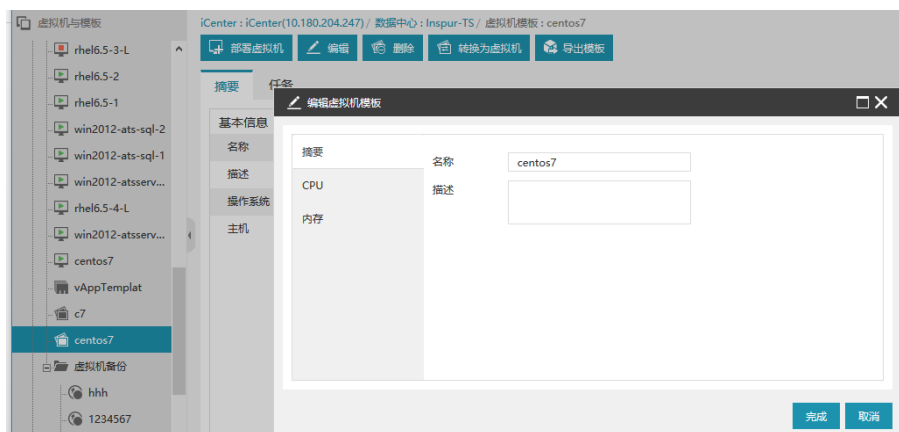 虚拟机与模板
rhel6.5-3-L
rhel6.5-2
rhel6.5-1
win2012-ats-sql-2
win2012-ats-sql-1
win2012-atsserv...
rhel6.5-4-L
win2012-atsserv...
centos7
vAppTemplat
c7
centos7
虚拟机备份
hhh
1234567
iCenter : iCenter(10.180.204.247) / 数据中心 : Inspur-TS / 虚拟机模板 : centos7
部署虚拟机 编辑 删除 转换为虚拟机 导出模板
摘要 任务
基本信息
名称
描述
操作系统
主机
编辑虚拟机模板
摘要
CPU
内存
名称 centos7
描述
完成 取消